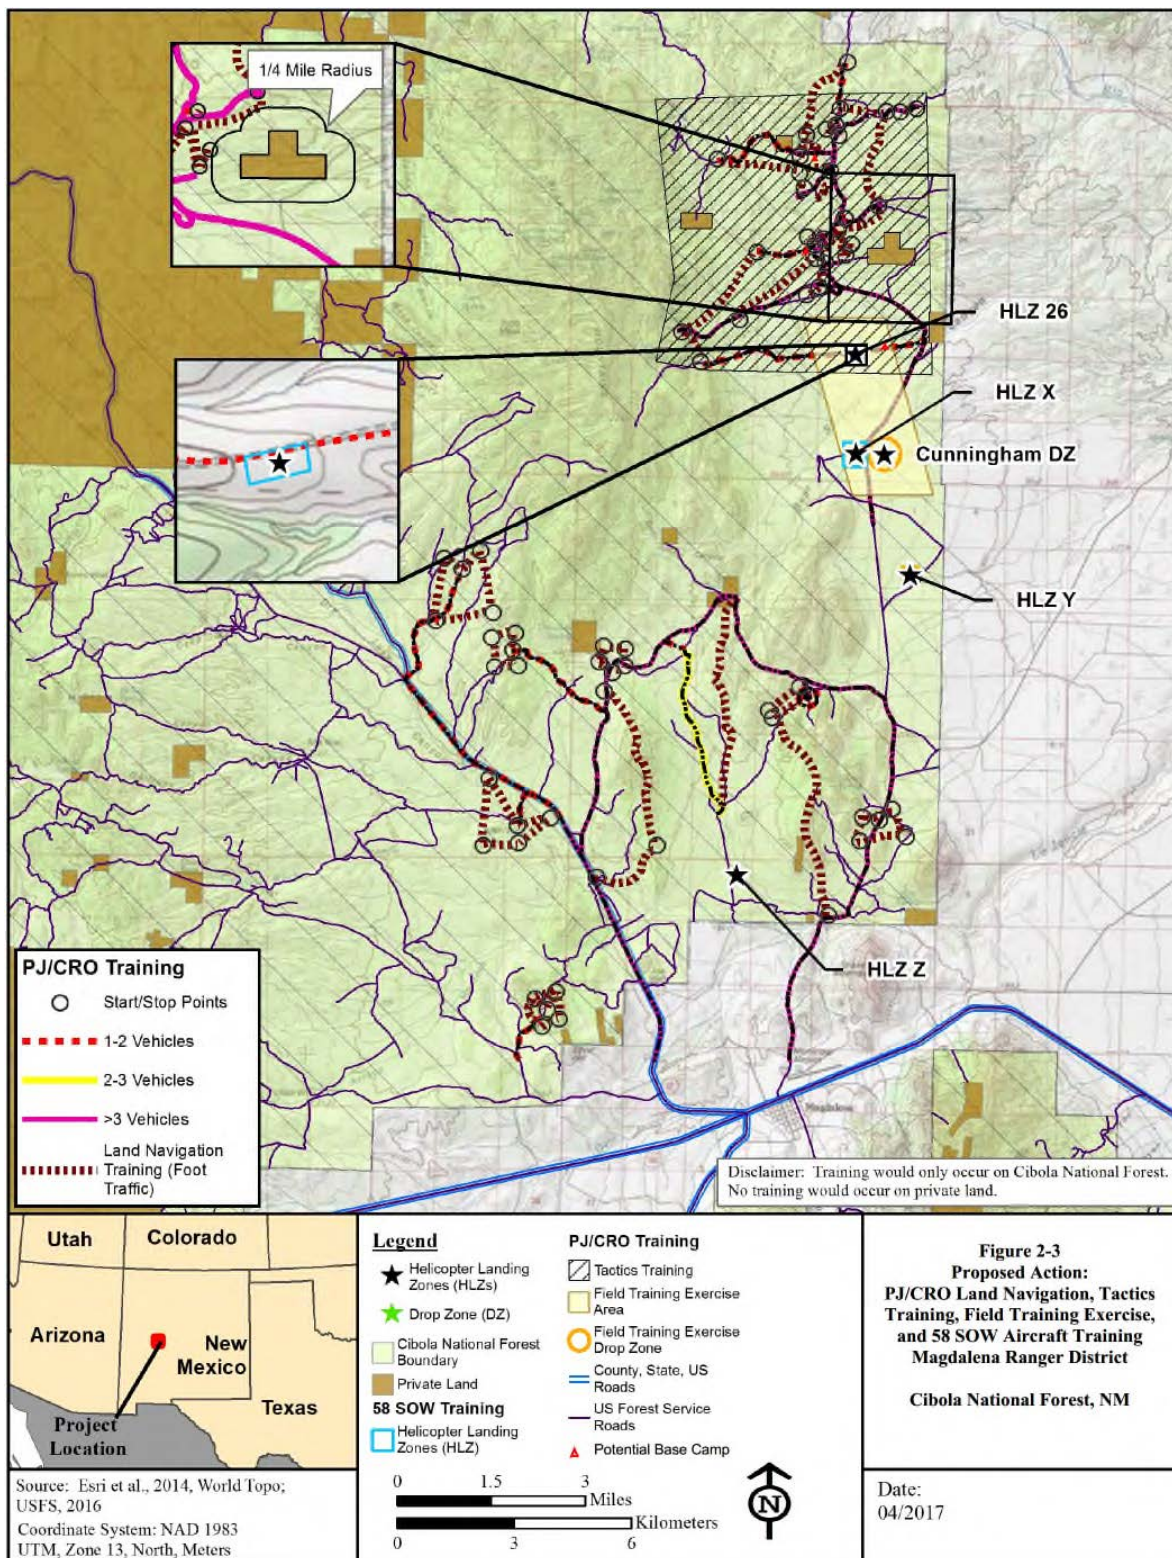 1/4 Mile Radius
HLZ 26
HLZ X
Cunningham DZ
HLZ Y
HLZ Z
Magdalena
PJ/CRO Training
Start/Stop Points
1-2 Vehicles
2-3 Vehicles
>3 Vehicles
Land Navigation
Training (Foot
Traffic)
Disclaimer: Training would only occur on Cibola National Forest.
No training would occur on private land.
Utah
Colorado
Arizona
New
Mexico
Texas
Project
Location
Legend
Helicopter Landing
Zones (HLZs)
Drop Zone (DZ)
Cibola National Forest
Boundary
Private Land
58 SOW Training
Helicopter Landing
Zones (HLZ)
PJ/CRO Training
Tactics Training
Field Training Exercise
Area
Field Training Exercise
Drop Zone
County, State, US
Roads
US Forest Service
Roads
Potential Base Camp
0 1.5 3
Miles
Kilometers
0 3 6
N
Figure 2-3
Proposed Action:
PJ/CRO Land Navigation, Tactics
Training, Field Training Exercise,
and 58 SOW Aircraft Training
Magdalena Ranger District
Cibola National Forest, NM
Source: Esri et al., 2014, World Topo;
USFS, 2016
Coordinate System: NAD 1983
UTM, Zone 13, North, Meters
Date:
04/2017